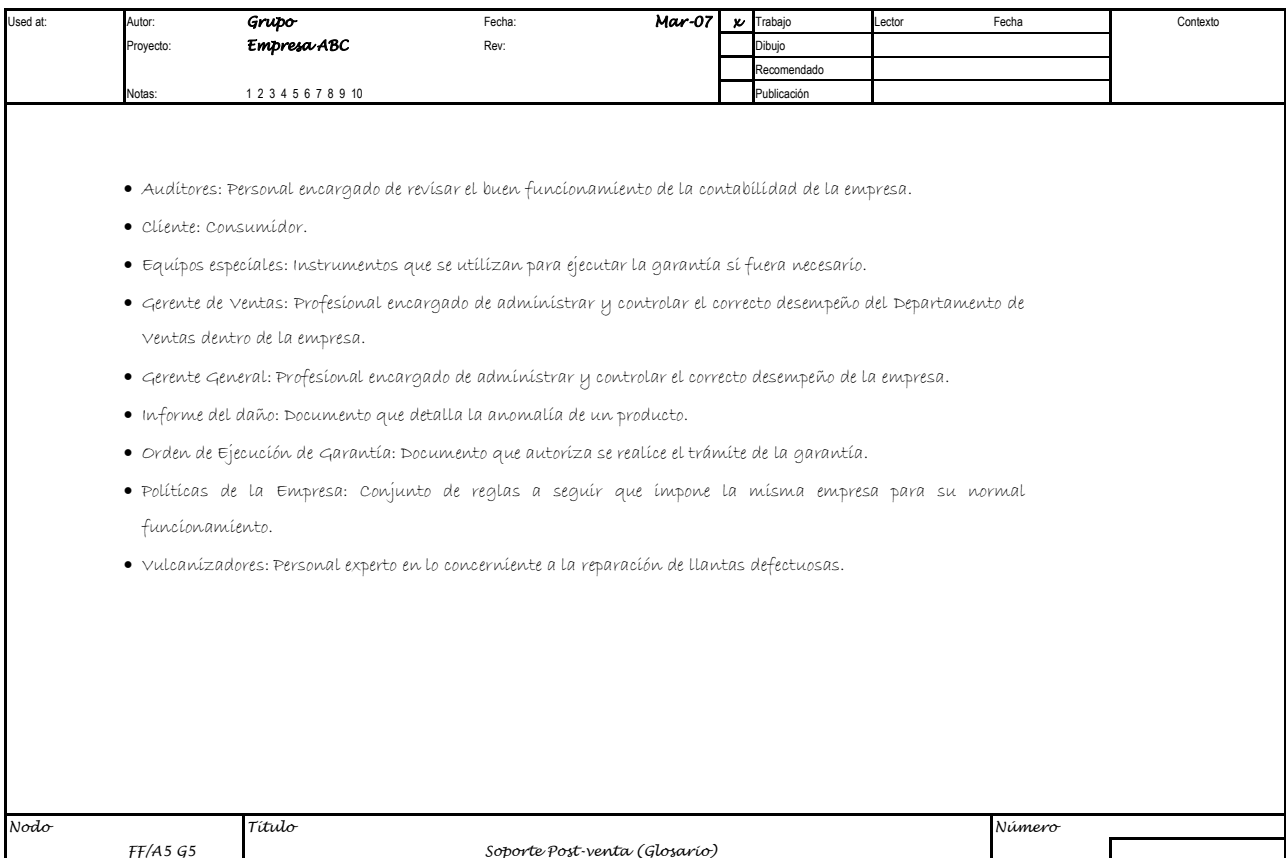 Used at: Autor: Grupo Fecha: Mar-07 x Trabajo Lector Fecha Contexto
Proyecto: Empresa ABC Rev: Dibujo
Recomendado
Notas: 1 2 3 4 5 6 7 8 9 10 Publicación
• Auditores: Personal encargado de revisar el buen funcionamiento de la contabilidad de la empresa.
• Cliente: Consumidor.
• Equipos especiales: Instrumentos que se utilizan para ejecutar la garantía si fuera necesario.
• Gerente de Ventas: Profesional encargado de administrar y controlar el correcto desempeño del Departamento de
Ventas dentro de la empresa.
• Gerente General: Profesional encargado de administrar y controlar el correcto desempeño de la empresa.
• Informe del daño: Documento que detalla la anomalía de un producto.
• Orden de Ejecución de Garantía: Documento que autoriza se realice el trámite de la garantía.
• Políticas de la Empresa: Conjunto de reglas a seguir que impone la misma empresa para su normal
funcionamiento.
• Vulcanizadores: Personal experto en lo concerniente a la reparación de llantas defectuosas.
Nodo Título Número
FF/A5 G5 Soporte Post-venta (Glosario)